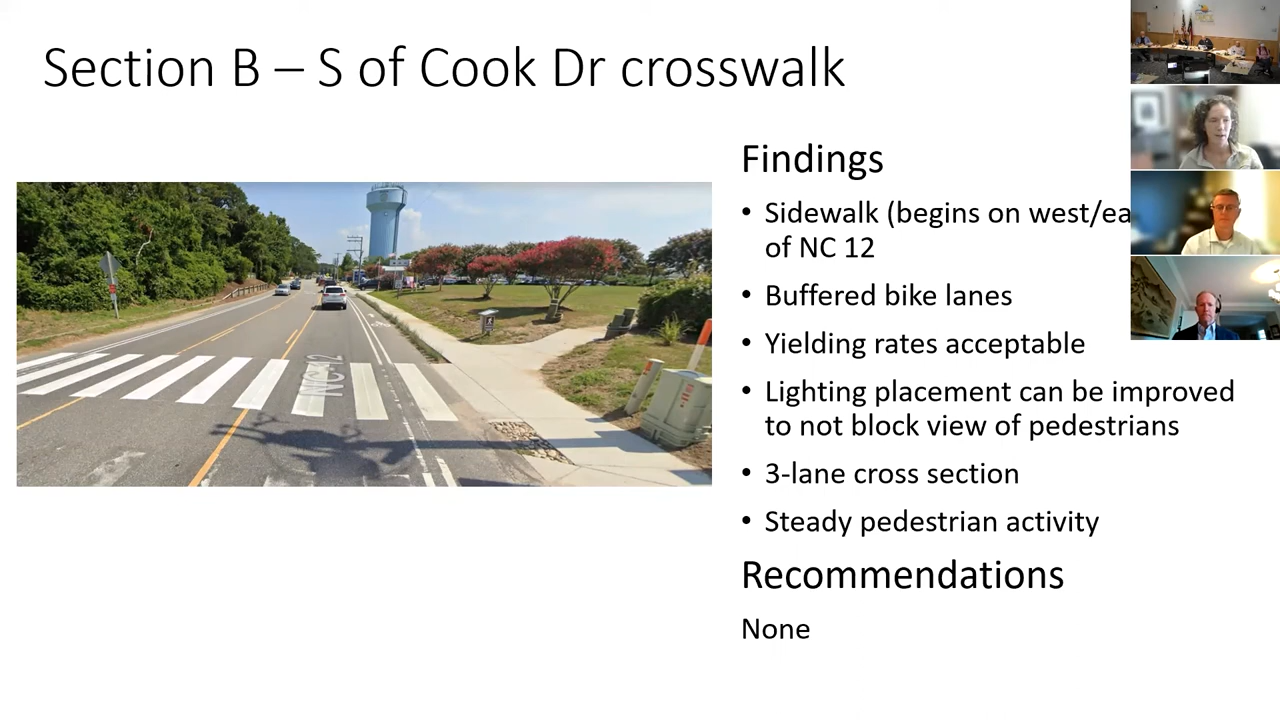 Section B – S of Cook Dr crosswalk
Findings
• Sidewalk (begins on west/ea
of NC 12
• Buffered bike lanes
• Yielding rates acceptable
• Lighting placement can be improved
to not block view of pedestrians
• 3-lane cross section
• Steady pedestrian activity
Recommendations
None
NC-12